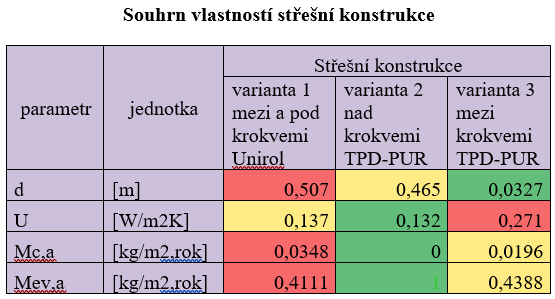 Souhrn vlastností střešní konstrukce
parametr jednotka Střešní konstrukce
varianta 1 mezi a pod krokvemi Unirol varianta 2 nad krokvemi TPD-PUR varianta 3 mezi krokvemi TPD-PUR
d [m] 0,507 0,465 0,0327
U [W/m2K] 0,137 0,132 0,271
Mc,a [kg/m2,rok] 0,0348 0 0,0196
Mev,a [kg/m2,rok] 0,4111 1 0,4388